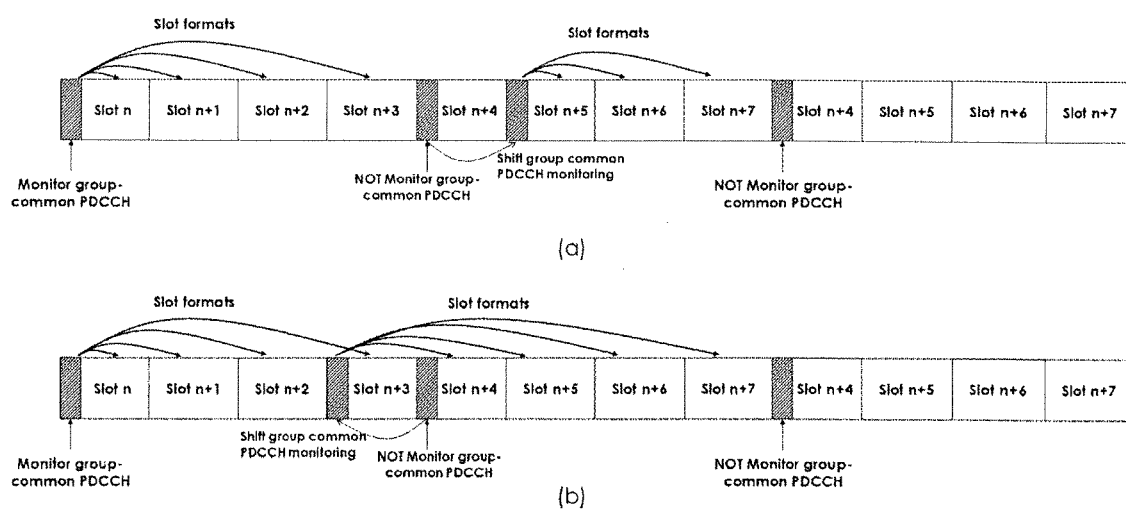 Slot formats
Slot formats
Slot n Slot n+1 Slot n+2 Slot n+3 Slot n+4 Slot n+5 Slot n+6 Slot n+7 Slot n+4 Slot n+5 Slot n+6 Slot n+7
Monitor group-
common PDCCH
NOT Monitor group-
common PDCCH
Shift group common
PDCCH monitoring
NOT Monitor group-
common PDCCH
(a)
Slot formats
Slot formats
Slot n Slot n+1 Slot n+2 Slot n+3 Slot n+4 Slot n+5 Slot n+6 Slot n+7 Slot n+4 Slot n+5 Slot n+6 Slot n+7
Monitor group-
common PDCCH
Shift group common
PDCCH monitoring
NOT Monitor group-
common PDCCH
NOT Monitor group-
common PDCCH
(b)